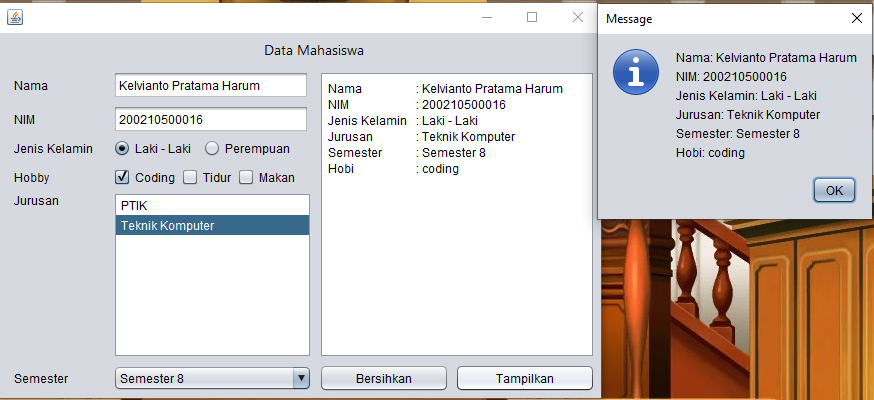 Data Mahasiswa
Nama
Kelvianto Pratama Harum
NIM
200210500016
Jenis Kelamin
Laki - Laki
Perempuan
Hobby
Coding
Tidur
Makan
Jurusan
PTIK
Teknik Komputer
Semester
Semester 8
Nama : Kelvianto Pratama Harum
NIM : 200210500016
Jenis Kelamin : Laki - Laki
Jurusan : Teknik Komputer
Semester : Semester 8
Hobi : coding
Bersihkan
Tampilkan
Message
Nama: Kelvianto Pratama Harum
NIM: 200210500016
Jenis Kelamin: Laki - Laki
Jurusan: Teknik Komputer
Semester: Semester 8
Hobi: coding
OK